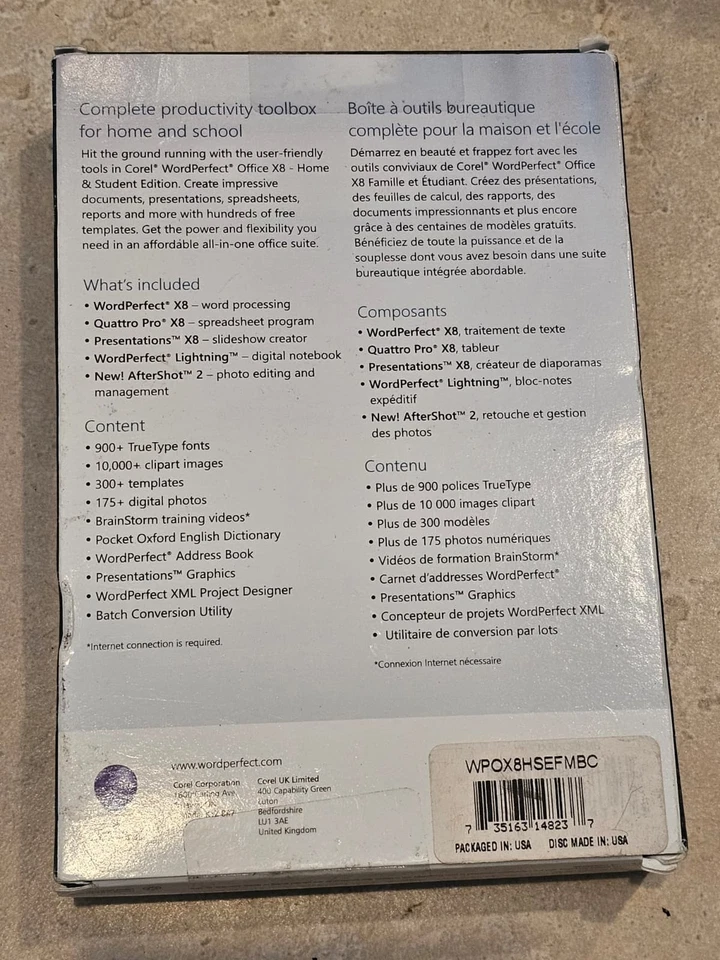 Complete productivity toolbox
for home and school
Hit the ground running with the user-friendly
tools in Corel® WordPerfect® Office X8 - Home
& Student Edition. Create impressive
documents, presentations, spreadsheets,
reports and more with hundreds of free
templates. Get the power and flexibility you
need in an affordable all-in-one office suite.
What's included
• WordPerfect® X8 – word processing
• Quattro Pro® X8 – spreadsheet program
• Presentations™ X8 – slideshow creator
• WordPerfect® Lightning™ – digital notebook
• New! AfterShot™ 2 – photo editing and
management
Content
• 900+ TrueType fonts
• 10,000+ clipart images
• 300+ templates
• 175+ digital photos
• BrainStorm training videos*
• Pocket Oxford English Dictionary
• WordPerfect® Address Book
• Presentations™ Graphics
• WordPerfect XML Project Designer
• Batch Conversion Utility
*Internet connection is required.
Boîte à outils bureautique
complète pour la maison et l'école
Démarrez en beauté et frappez fort avec les
outils conviviaux de Corel® WordPerfect® Office
X8 Famille et Étudiant. Créez des présentations,
des feuilles de calcul, des rapports, des
documents impressionnants et plus encore
grâce à des centaines de modèles gratuits.
Bénéficiez de toute la puissance et de la
souplesse dont vous avez besoin dans une suite
bureautique intégrée abordable.
Composants
• WordPerfect® X8, traitement de texte
• Quattro Pro® X8, tableur
• Presentations™ X8, créateur de diaporamas
• WordPerfect® Lightning™, bloc-notes
expéditif
• New! AfterShot™ 2, retouche et gestion
des photos
Contenu
• Plus de 900 polices TrueType
• Plus de 10 000 images clipart
• Plus de 300 modèles
• Plus de 175 photos numériques
• Vidéos de formation BrainStorm*
• Carnet d'addresses WordPerfect®
• Presentations™ Graphics
• Concepteur de projets WordPerfect XML
• Utilitaire de conversion par lots
*Connexion Internet nécessaire
www.wordperfect.com
Corel Corporation
Ave.
Corel UK Limited
400 Capability Green
Luton
Bedfordshire
LU1 3AE
United Kingdom
WPOX8HSEFMBC
7 35163 14823 7
PACKAGED IN: USA DISC MADE IN: USA